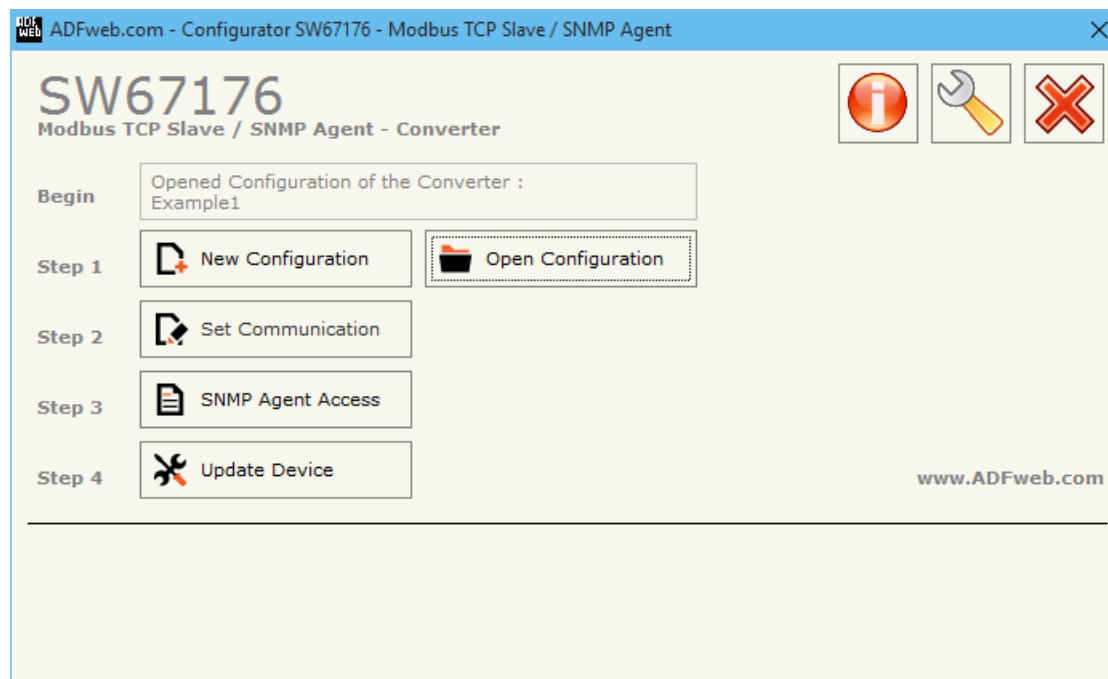 ADF
WEB
ADFweb.com - Configurator SW67176 - Modbus TCP Slave / SNMP Agent
SW67176
Modbus TCP Slave / SNMP Agent - Converter
Begin
Opened Configuration of the Converter :
Example1
Step 1
New Configuration
Open Configuration
Step 2
Set Communication
Step 3
SNMP Agent Access
Step 4
Update Device
www.ADFweb.com